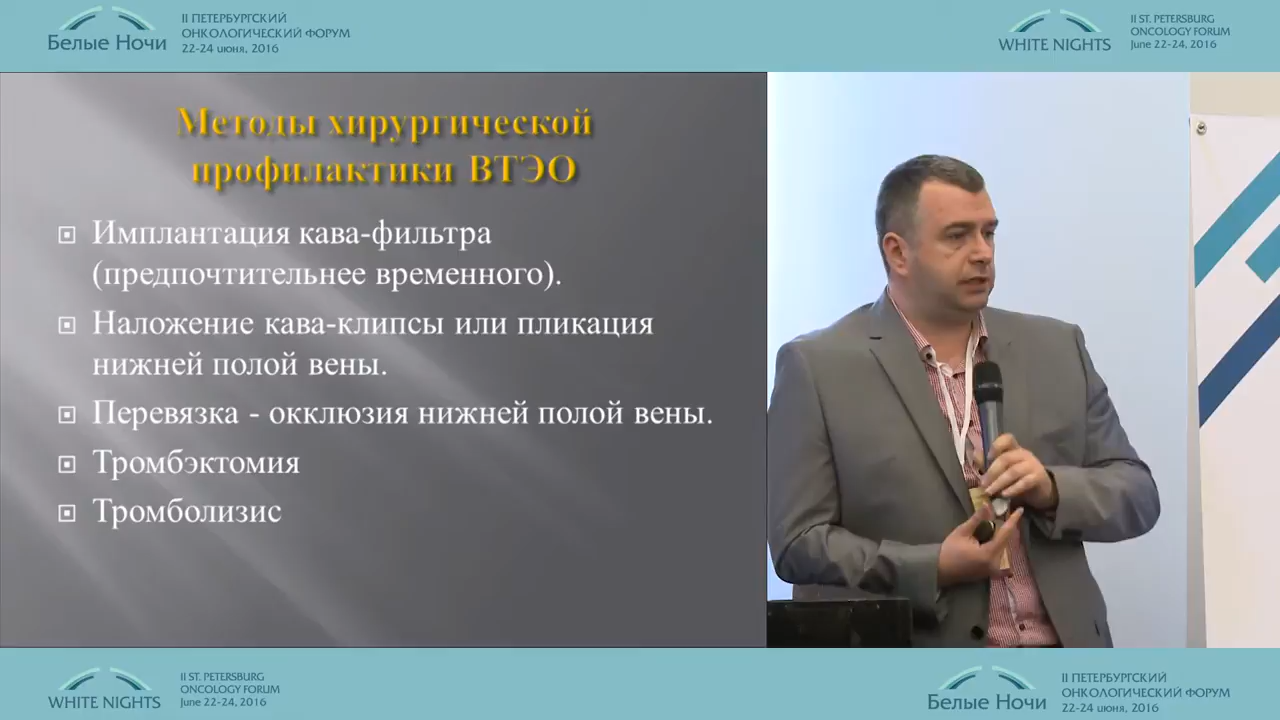 Белые Ночи
II ПЕТЕРБУРГСКИЙ
ОНКОЛОГИЧЕСКИЙ ФОРУМ
22-24 июня, 2016
WHITE NIGHTS
II ST. PETERSBURG
ONCOLOGY FORUM
June 22-24, 2016
Методы хирургической
профилактики ВТЭО
Имплантация кава-фильтра
(предпочтительнее временного).
Наложение кава-клипсы или пликация
нижней полой вены.
Перевязка - окклюзия нижней полой вены.
Тромбэктомия
Тромболизис
WHITE NIGHTS
II ST. PETERSBURG
ONCOLOGY FORUM
June 22-24, 2016
Белые Ночи
II ПЕТЕРБУРГСКИЙ
ОНКОЛОГИЧЕСКИЙ ФОРУМ
22-24 июня, 2016